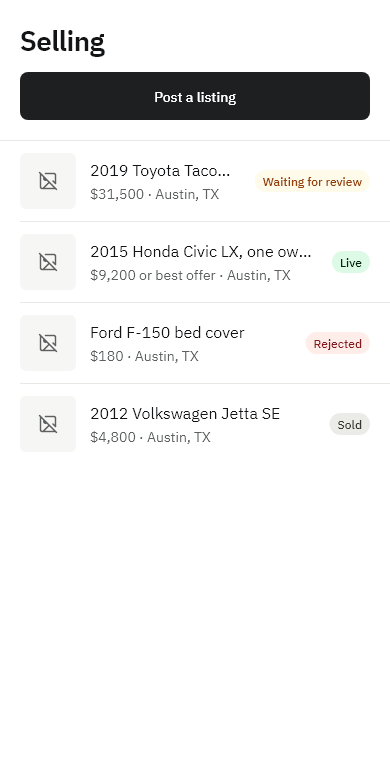 Selling
Post a listing
2019 Toyota Taco...
Waiting for review
$31,500 · Austin, TX
2015 Honda Civic LX, one ow...
Live
$9,200 or best offer · Austin, TX
Ford F-150 bed cover
Rejected
$180 · Austin, TX
2012 Volkswagen Jetta SE
Sold
$4,800 · Austin, TX